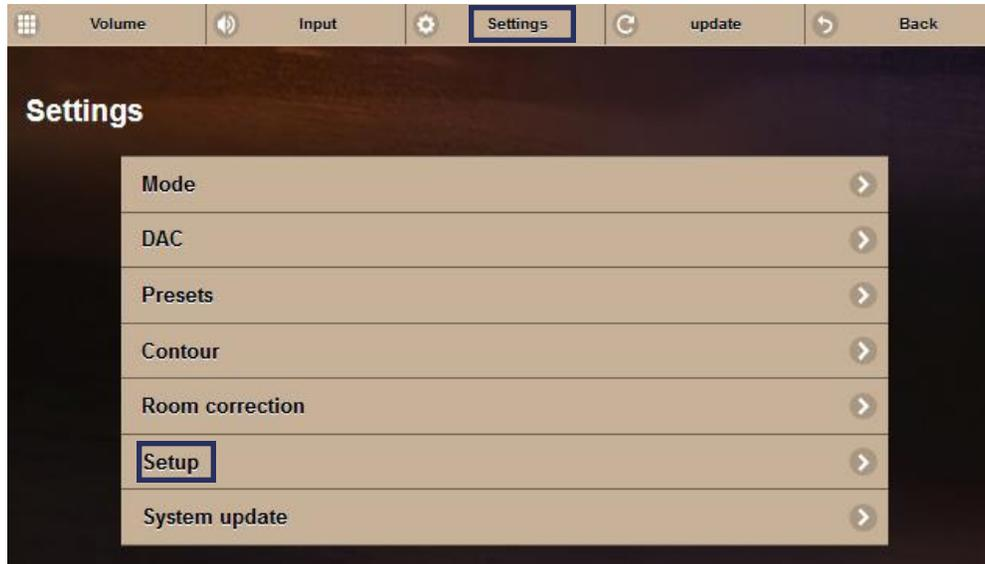 Volume Input Settings update Back
Settings
Mode
DAC
Presets
Contour
Room correction
Setup
System update